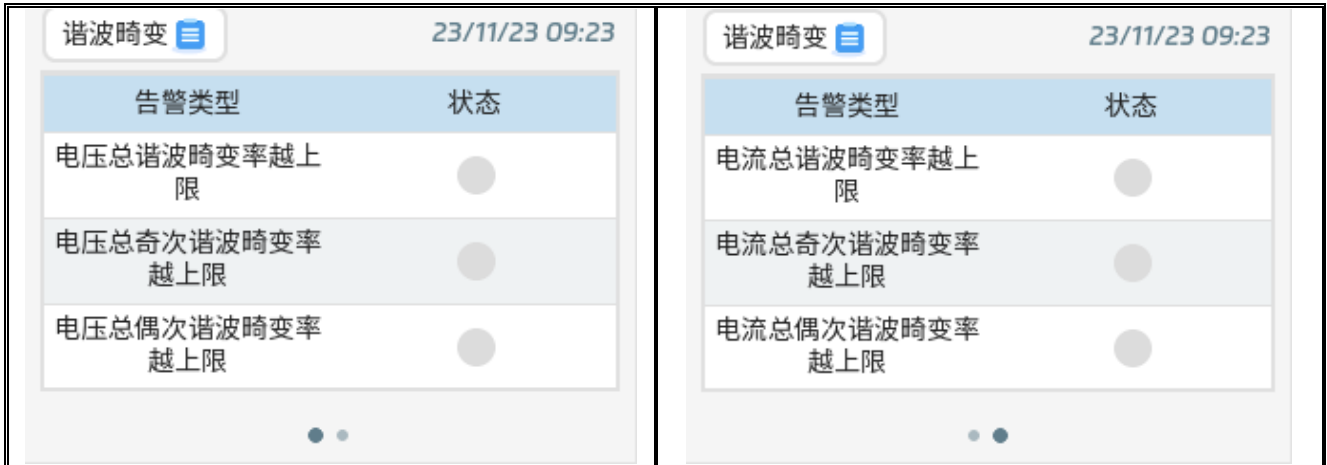 谐波畸变
23/11/23 09:23
告警类型 状态
电压总谐波畸变率越上
限
电压总奇次谐波畸变率
越上限
电压总偶次谐波畸变率
越上限
谐波畸变
23/11/23 09:23
告警类型 状态
电流总谐波畸变率越上
限
电流总奇次谐波畸变率
越上限
电流总偶次谐波畸变率
越上限